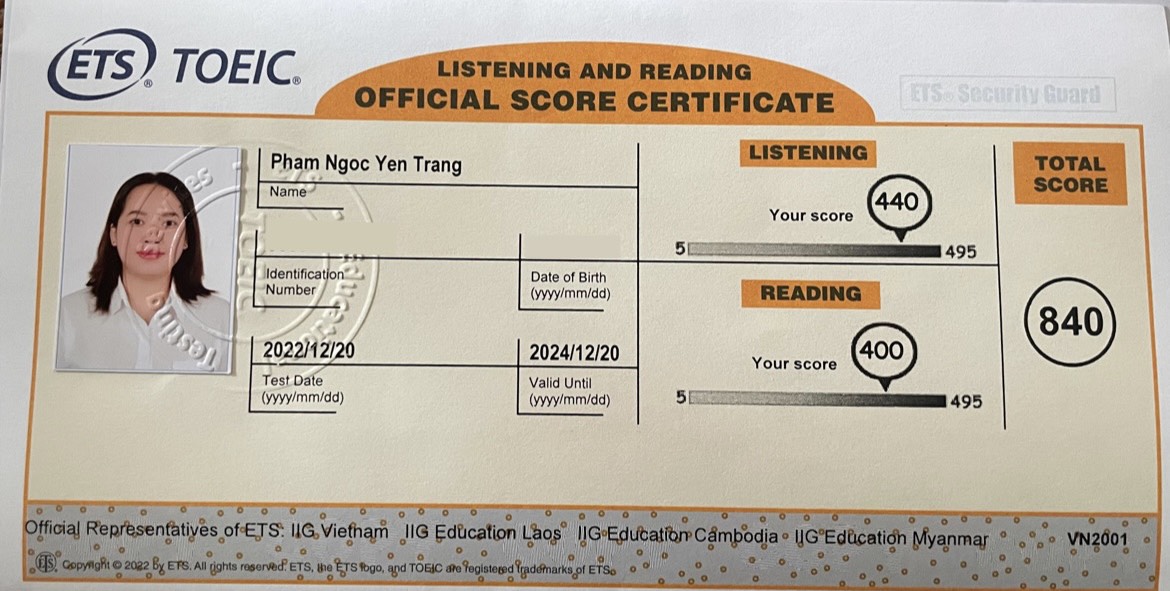 ETS® TOEIC®
LISTENING AND READING
OFFICIAL SCORE CERTIFICATE
ETS® Security Guard
Pham Ngoc Yen Trang
Name
Identification
Number
Date of Birth
(yyyy/mm/dd)
2022/12/20
Test Date
(yyyy/mm/dd)
2024/12/20
Valid Until
(yyyy/mm/dd)
LISTENING
Your score
440
5
495
READING
Your score
400
5
495
TOTAL
SCORE
840
Testing
Official Representatives of ETS: IIG Vietnam IIG Education Laos IIG Education Cambodia IIG Education Myanmar
VN2001
ETS Copyright © 2022 by ETS. All rights reserved. ETS, the ETS logo, and TOEIC are registered trademarks of ETS.